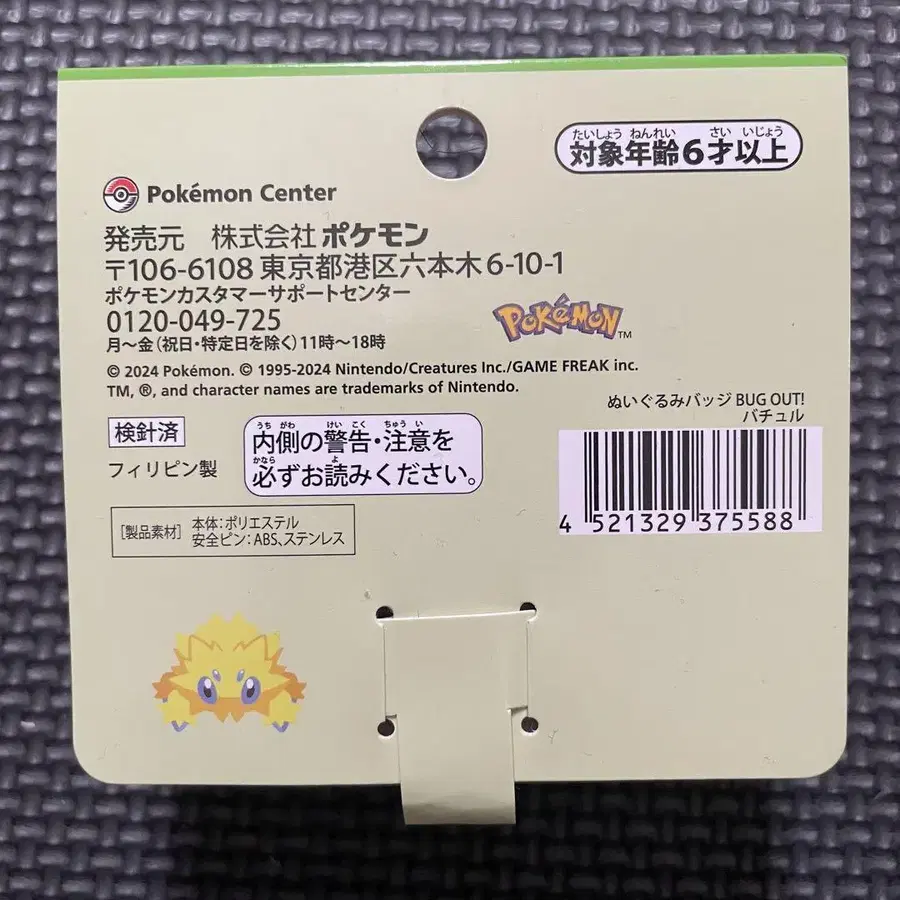 たいしょう ねんれい さい いじょう
対象年齢6才以上
Pokémon Center
発売元 株式会社ポケモン
〒106-6108 東京都港区六本木6-10-1
ポケモンカスタマーサポートセンター
0120-049-725
月～金(祝日・特定日を除く)11時～18時
POKéMON™
© 2024 Pokémon. © 1995-2024 Nintendo/Creatures Inc./GAME FREAK inc.
TM, ®, and character names are trademarks of Nintendo.
ぬいぐるみバッジ BUG OUT!
バチュル
検針済
フィリピン製
うちがわ けいこく ちゅうい
内側の警告・注意を
かなら よ
必ずお読みください。
4 521329 375588
[製品素材] 本体:ポリエステル
安全ピン:ABS、ステンレス